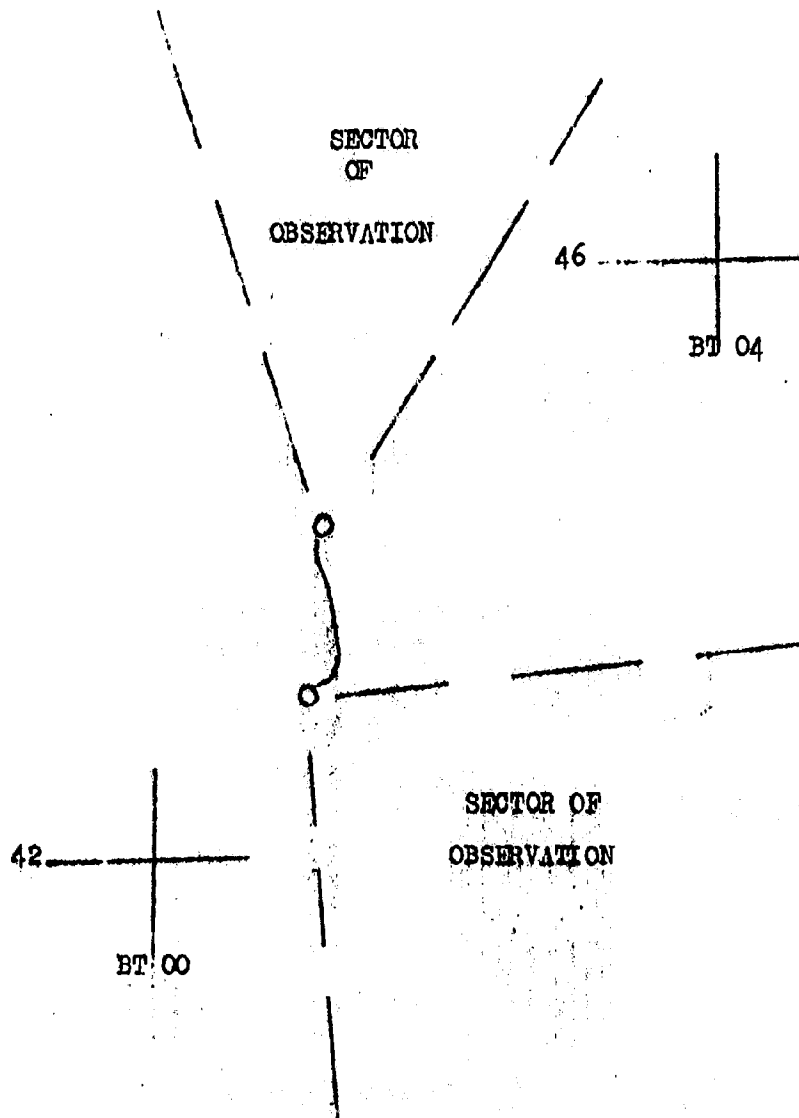 SECTOR
OF
OBSERVATION
46
BT 04
SECTOR OF
OBSERVATION
42
BT 00